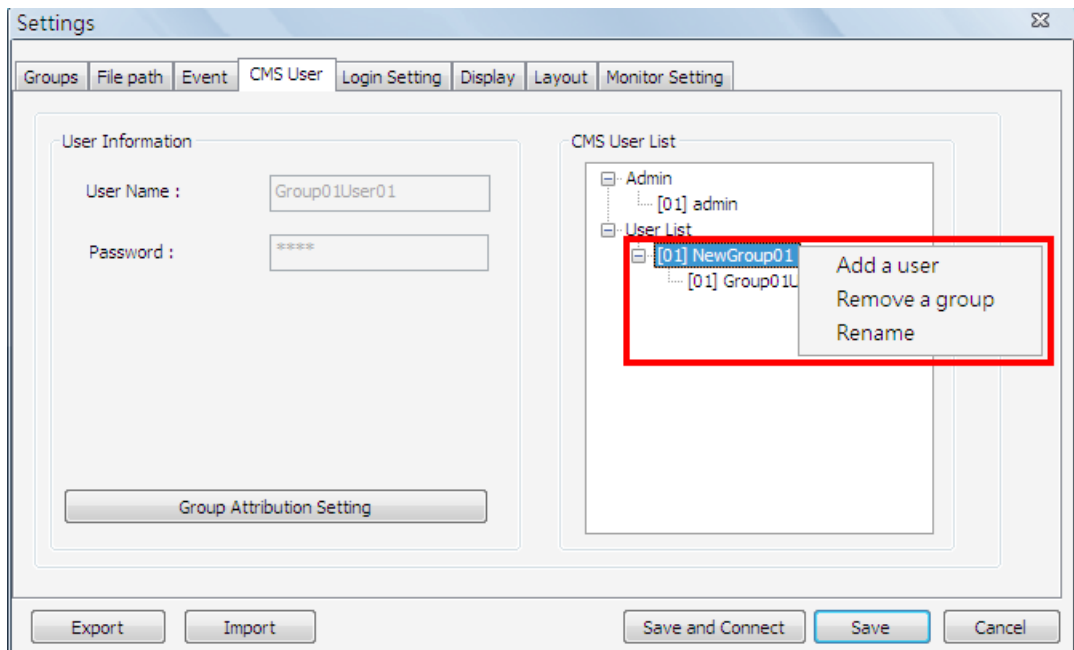 Settings
Groups File path Event CMS User Login Setting Display Layout Monitor Setting
User Information
User Name :
Group01User01
Password :
****
Group Attribution Setting
CMS User List
Admin
[01] admin
User List
[01] NewGroup01
[01] Group01U
Add a user
Remove a group
Rename
Export Import Save and Connect Save Cancel